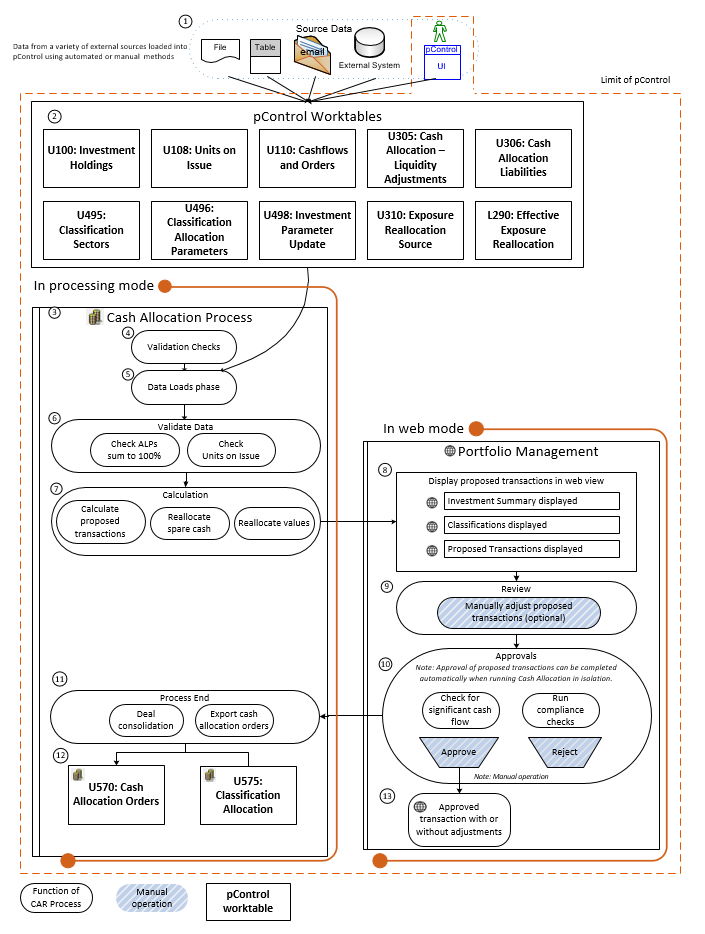 1
Source Data
Data from a variety of external sources loaded into
pControl using automated or manual methods
File
Table
email
External System
pControl
UI
Limit of pControl
2
pControl Worktables
U100: Investment
Holdings
U108: Units on
Issue
U110: Cashflows
and Orders
U305: Cash
Allocation –
Liquidity
Adjustments
U306: Cash
Allocation
Liabilities
U495:
Classification
Sectors
U496:
Classification
Allocation
Parameters
U498: Investment
Parameter
Update
U310: Exposure
Reallocation
Source
L290: Effective
Exposure
Reallocation
In processing mode
3
Cash Allocation Process
4
Validation Checks
5
Data Loads phase
6
Validate Data
Check ALPs
sum to 100%
Check
Units on Issue
7
Calculation
Calculate
proposed
transactions
Reallocate
spare cash
Reallocate values
In web mode
Portfolio Management
8
Display proposed transactions in web view
Investment Summary displayed
Classifications displayed
Proposed Transactions displayed
9
Review
Manually adjust proposed
transactions (optional)
10
Approvals
Note: Approval of proposed transactions can be completed
automatically when running Cash Allocation in isolation.
Check for
significant cash
flow
Run
compliance
checks
Approve
Reject
Note: Manual operation
11
Process End
Deal
consolidation
Export cash
allocation orders
12
U570: Cash
Allocation Orders
U575:
Classification
Allocation
13
Approved
transaction with or
without adjustments
Function of
CAR Process
Manual
operation
pControl
worktable